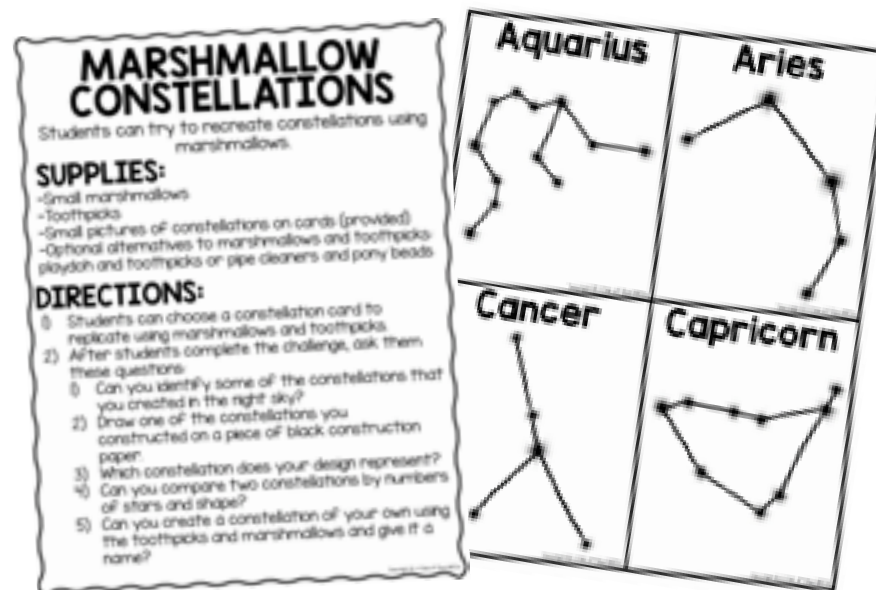 MARSHMALLOW
CONSTELLATIONS
Students can try to recreate constellations using
marshmallows.
SUPPLIES:
-Small marshmallows
-Toothpicks
-Small pictures of constellations on cards (provided)
-Optional alternatives to marshmallows and toothpicks:
playdoh and toothpicks or pipe cleaners and pony beads
DIRECTIONS:
1) Students can choose a constellation card to
replicate using marshmallows and toothpicks.
2) After students complete the challenge, ask them
these questions:
1) Can you identify some of the constellations that
you created in the night sky?
2) Draw one of the constellations you
constructed on a piece of black construction
paper.
3) Which constellation does your design represent?
4) Can you compare two constellations by numbers
of stars and shape?
5) Can you create a constellation of your own using
the toothpicks and marshmallows and give it a
name?
Aquarius
Aries
Cancer
Capricorn